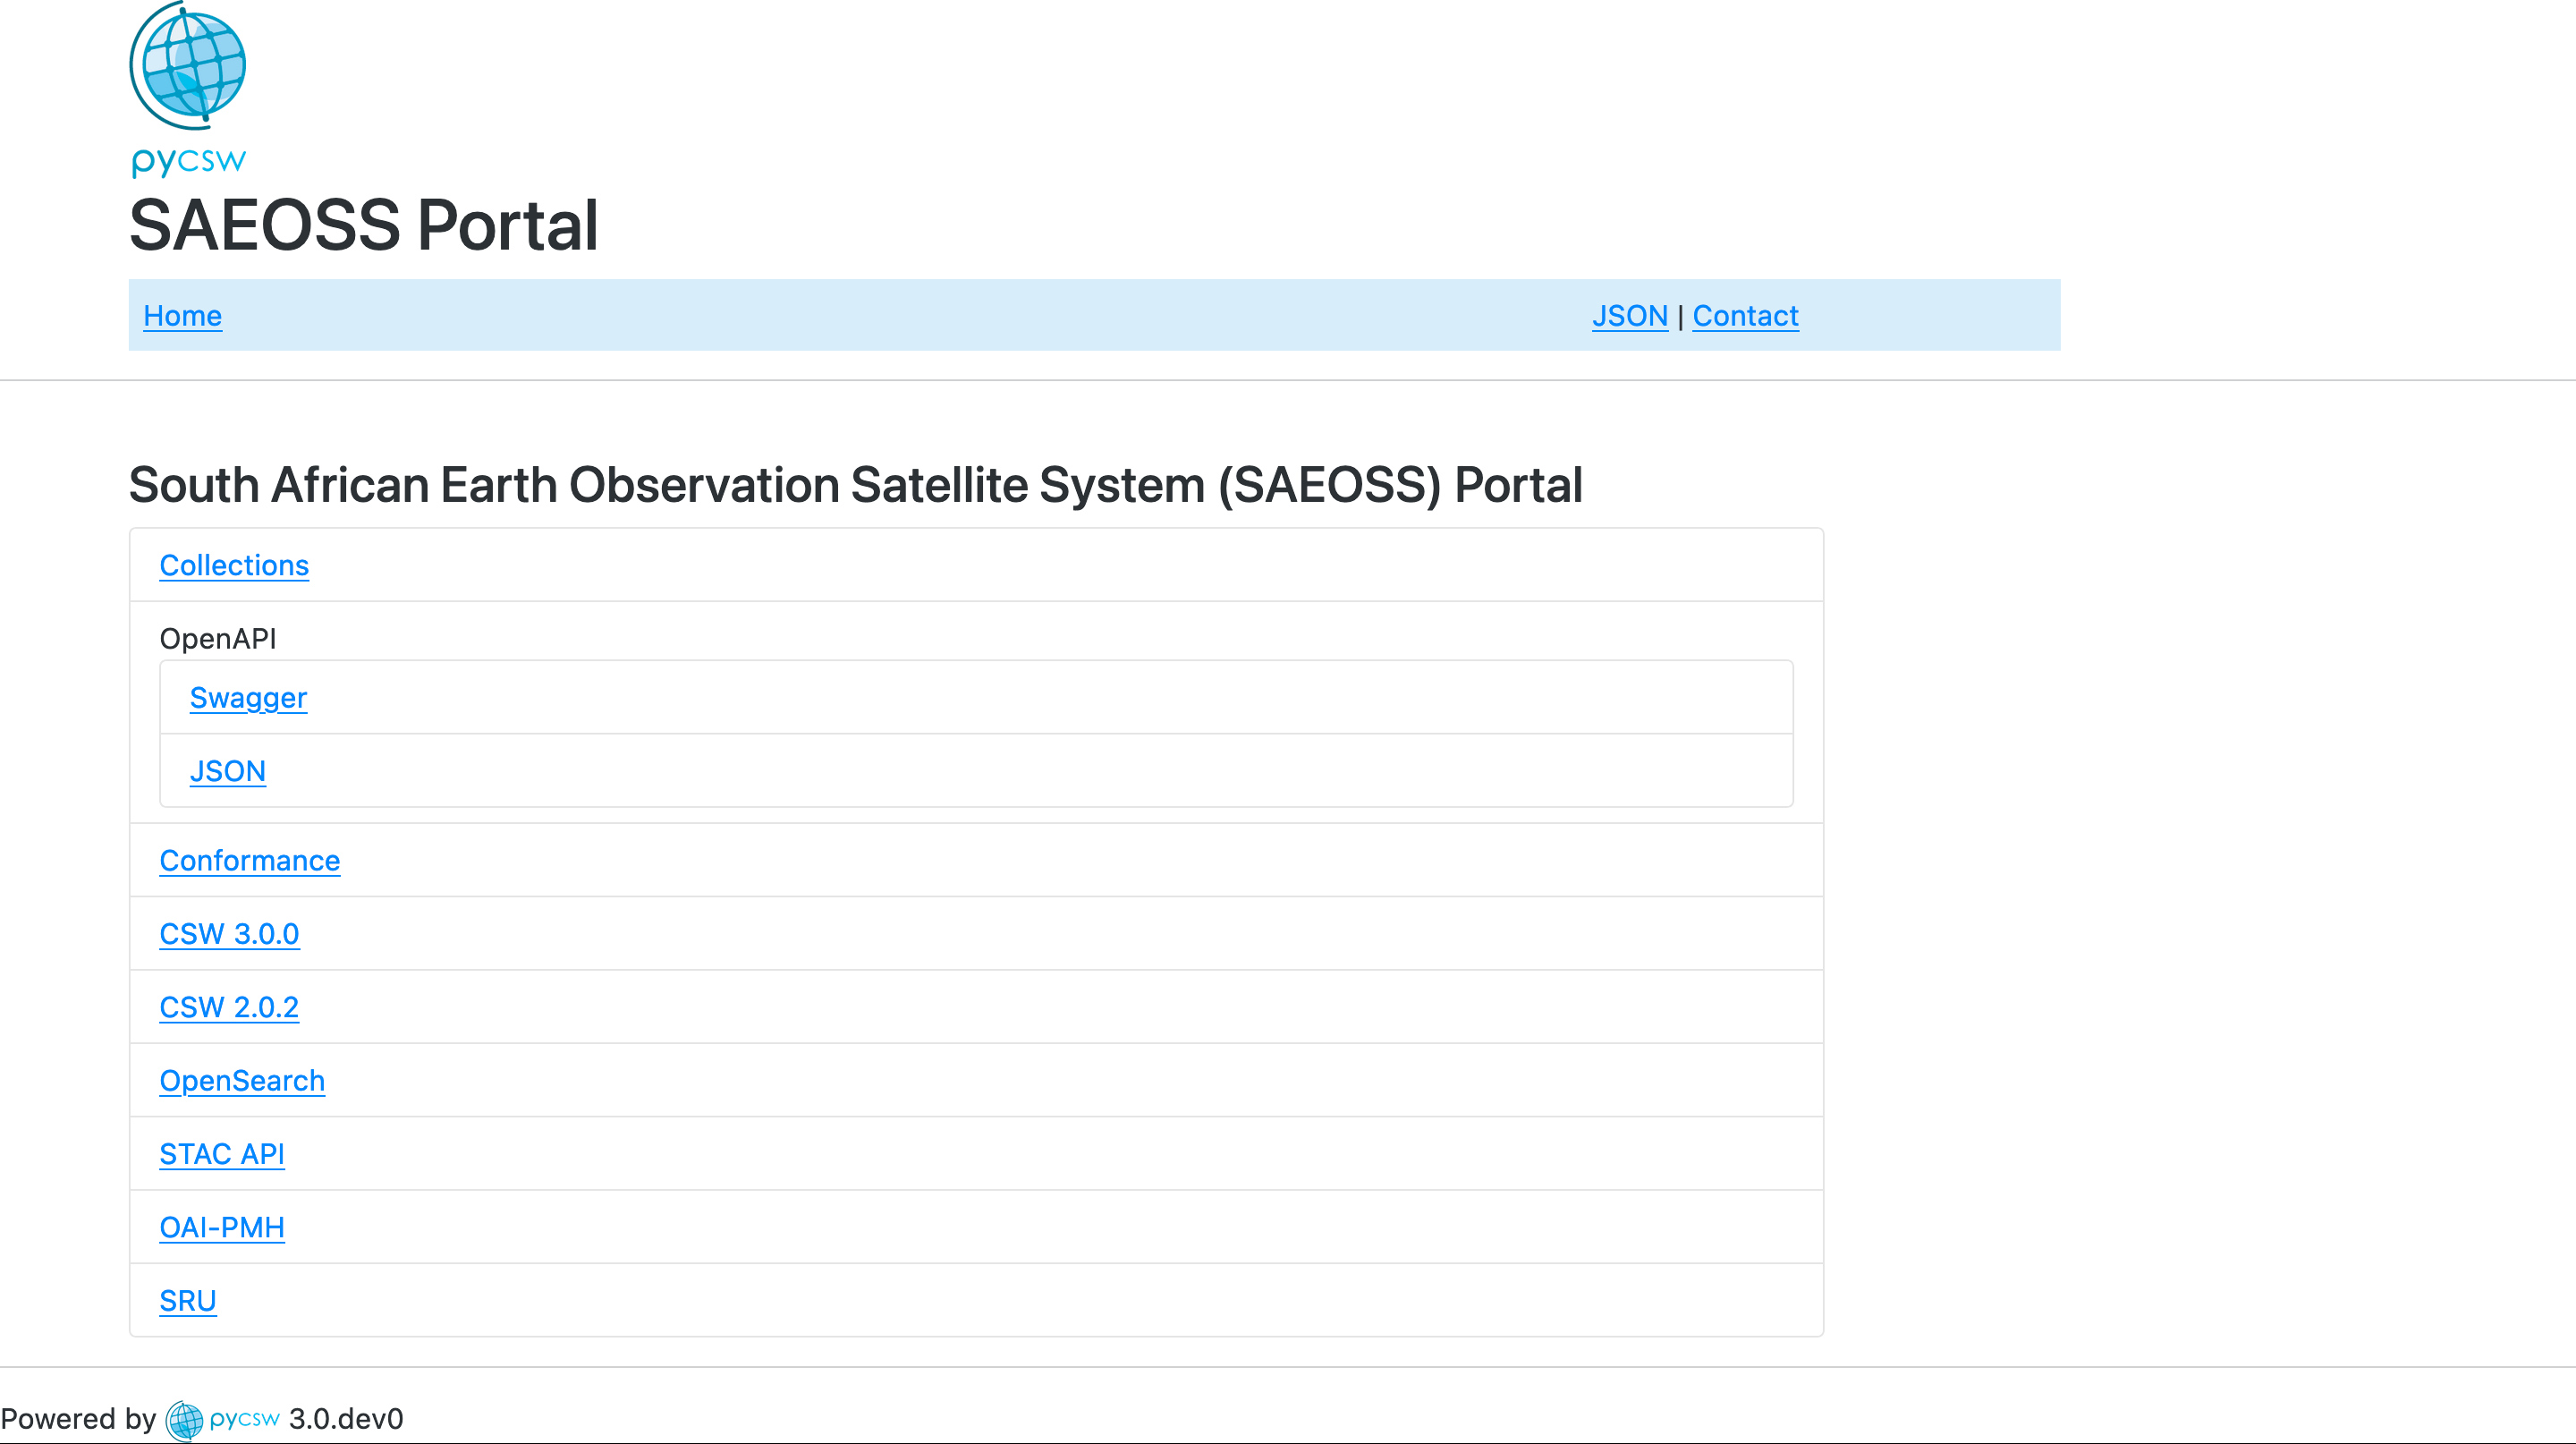 pycsw
SAEOSS Portal
Home JSON | Contact
South African Earth Observation Satellite System (SAEOSS) Portal
Collections
OpenAPI
Swagger
JSON
Conformance
CSW 3.0.0
CSW 2.0.2
OpenSearch
STAC API
OAI-PMH
SRU
Powered by pycsw 3.0.dev0